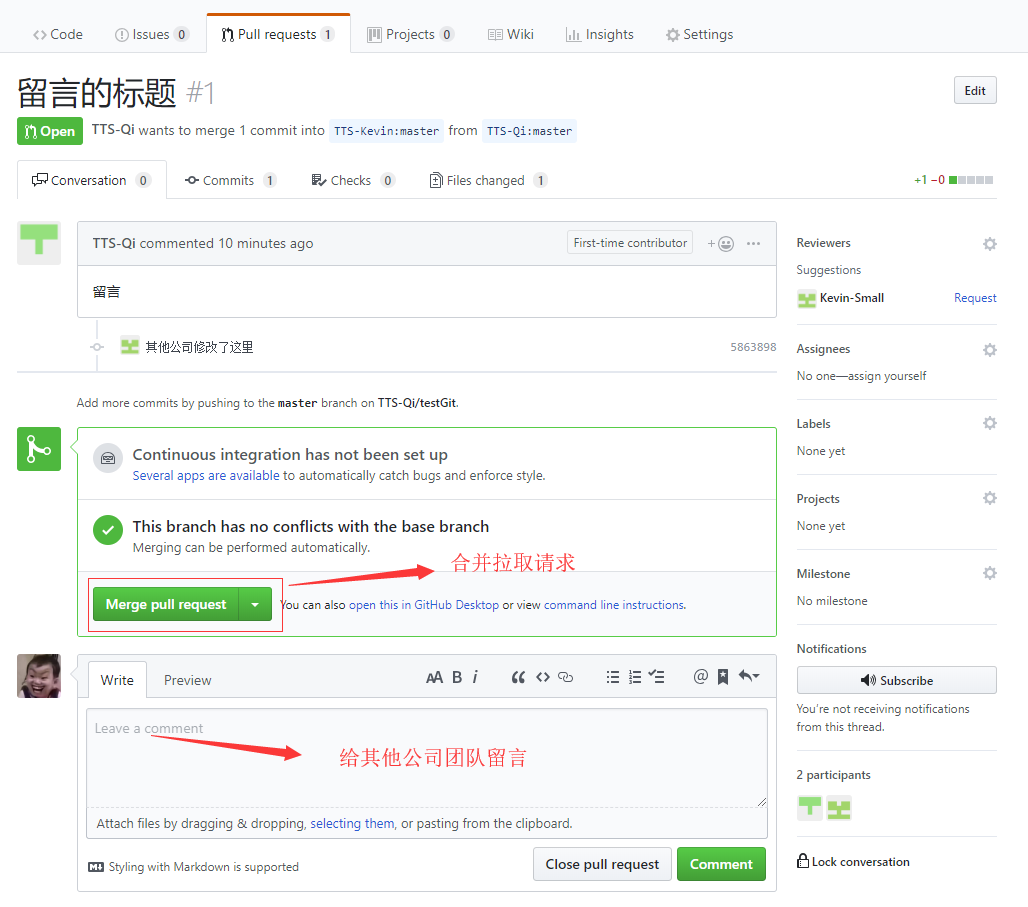 Code Issues 0 Pull requests 1 Projects 0 Wiki Insights Settings
留言的标题 #1 Edit
Open TTS-Qi wants to merge 1 commit into TTS-Kevin:master from TTS-Qi:master
Conversation 0 Commits 1 Checks 0 Files changed 1 +1 −0
TTS-Qi commented 10 minutes ago First-time contributor
留言
其他公司修改了这里 5863898
Add more commits by pushing to the master branch on TTS-Qi/testGit.
Continuous integration has not been set up
Several apps are available to automatically catch bugs and enforce style.
This branch has no conflicts with the base branch
Merging can be performed automatically.
合并拉取请求
Merge pull request You can also open this in GitHub Desktop or view command line instructions.
Write Preview
Leave a comment
给其他公司团队留言
Attach files by dragging & dropping, selecting them, or pasting from the clipboard.
Styling with Markdown is supported
Close pull request Comment
Reviewers
Suggestions
Kevin-Small Request
Assignees
No one—assign yourself
Labels
None yet
Projects
None yet
Milestone
No milestone
Notifications
Subscribe
You're not receiving notifications
from this thread.
2 participants
Lock conversation